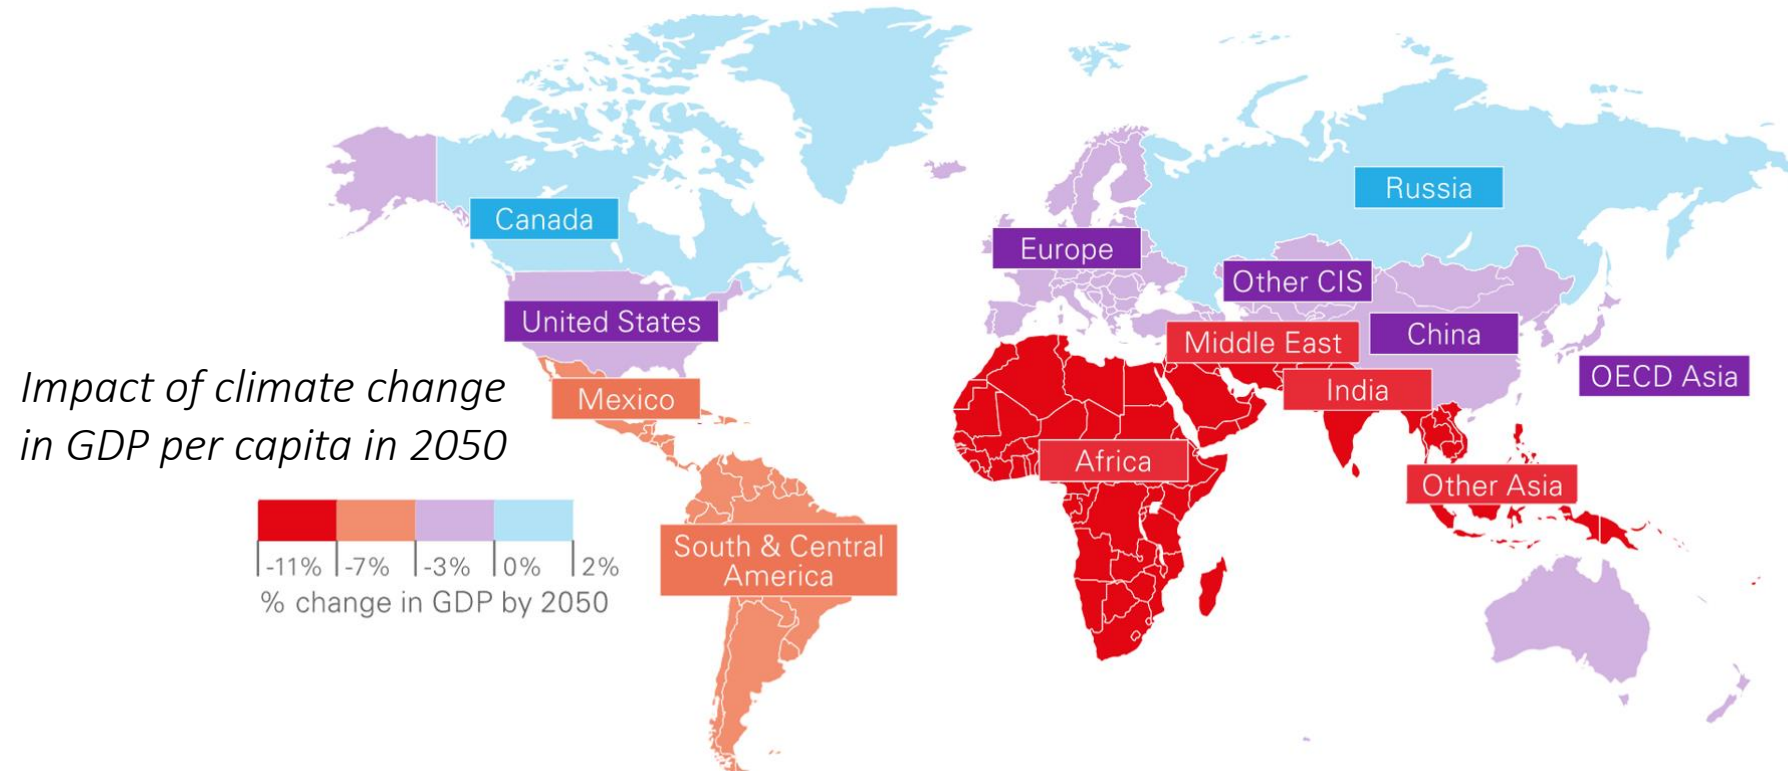 Canada
Russia
Europe
Other CIS
United States
China
Middle East
OECD Asia
India
Mexico
Impact of climate change
in GDP per capita in 2050
Africa
Other Asia
South & Central
America
-11% -7% -3% 0% 2%
% change in GDP by 2050